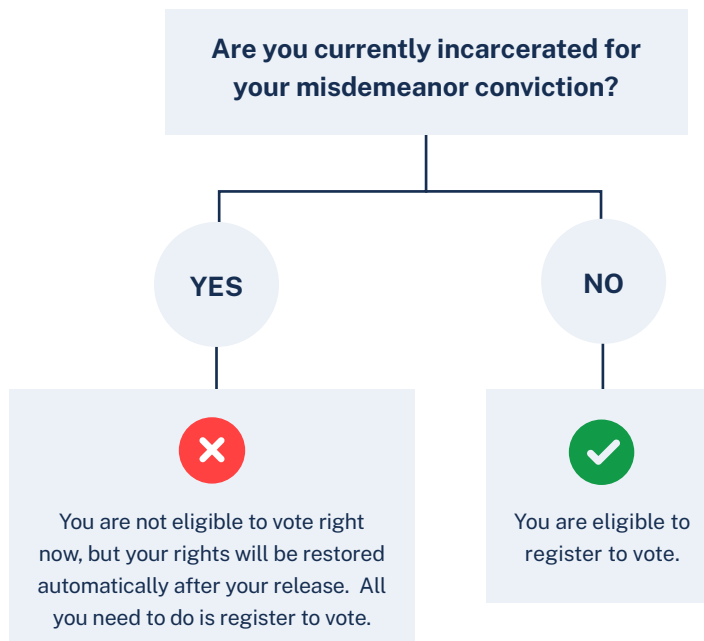 Are you currently incarcerated for
your misdemeanor conviction?
YES
NO
You are not eligible to vote right
now, but your rights will be restored
automatically after your release.  All
you need to do is register to vote.
You are eligible to
register to vote.